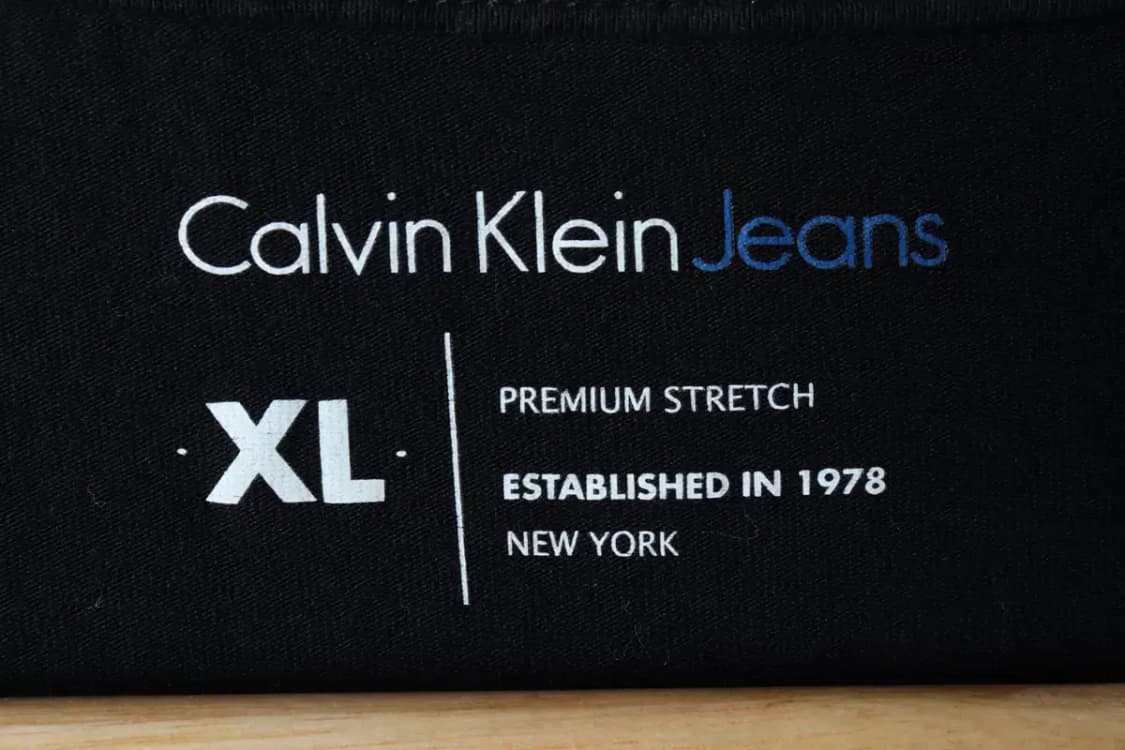 Calvin Klein Jeans
· XL ·
PREMIUM STRETCH
ESTABLISHED IN 1978
NEW YORK